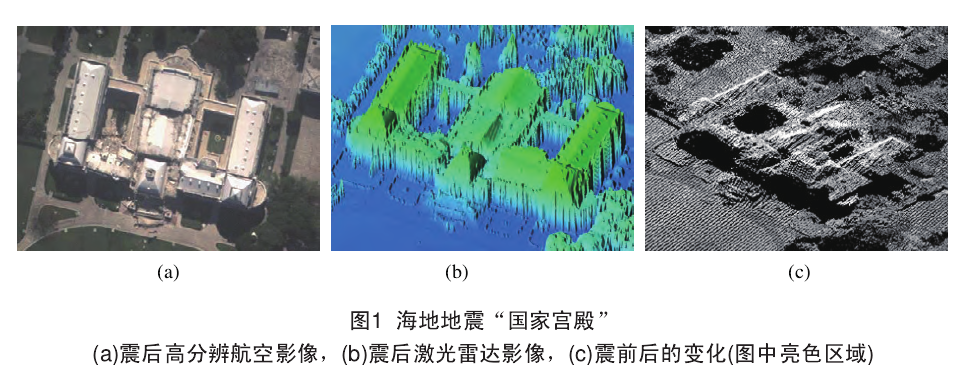 (a)
(b)
(c)
图1 海地地震“国家宫殿”
(a)震后高分辨航空影像，(b)震后激光雷达影像，(c)震前后的变化(图中亮色区域)